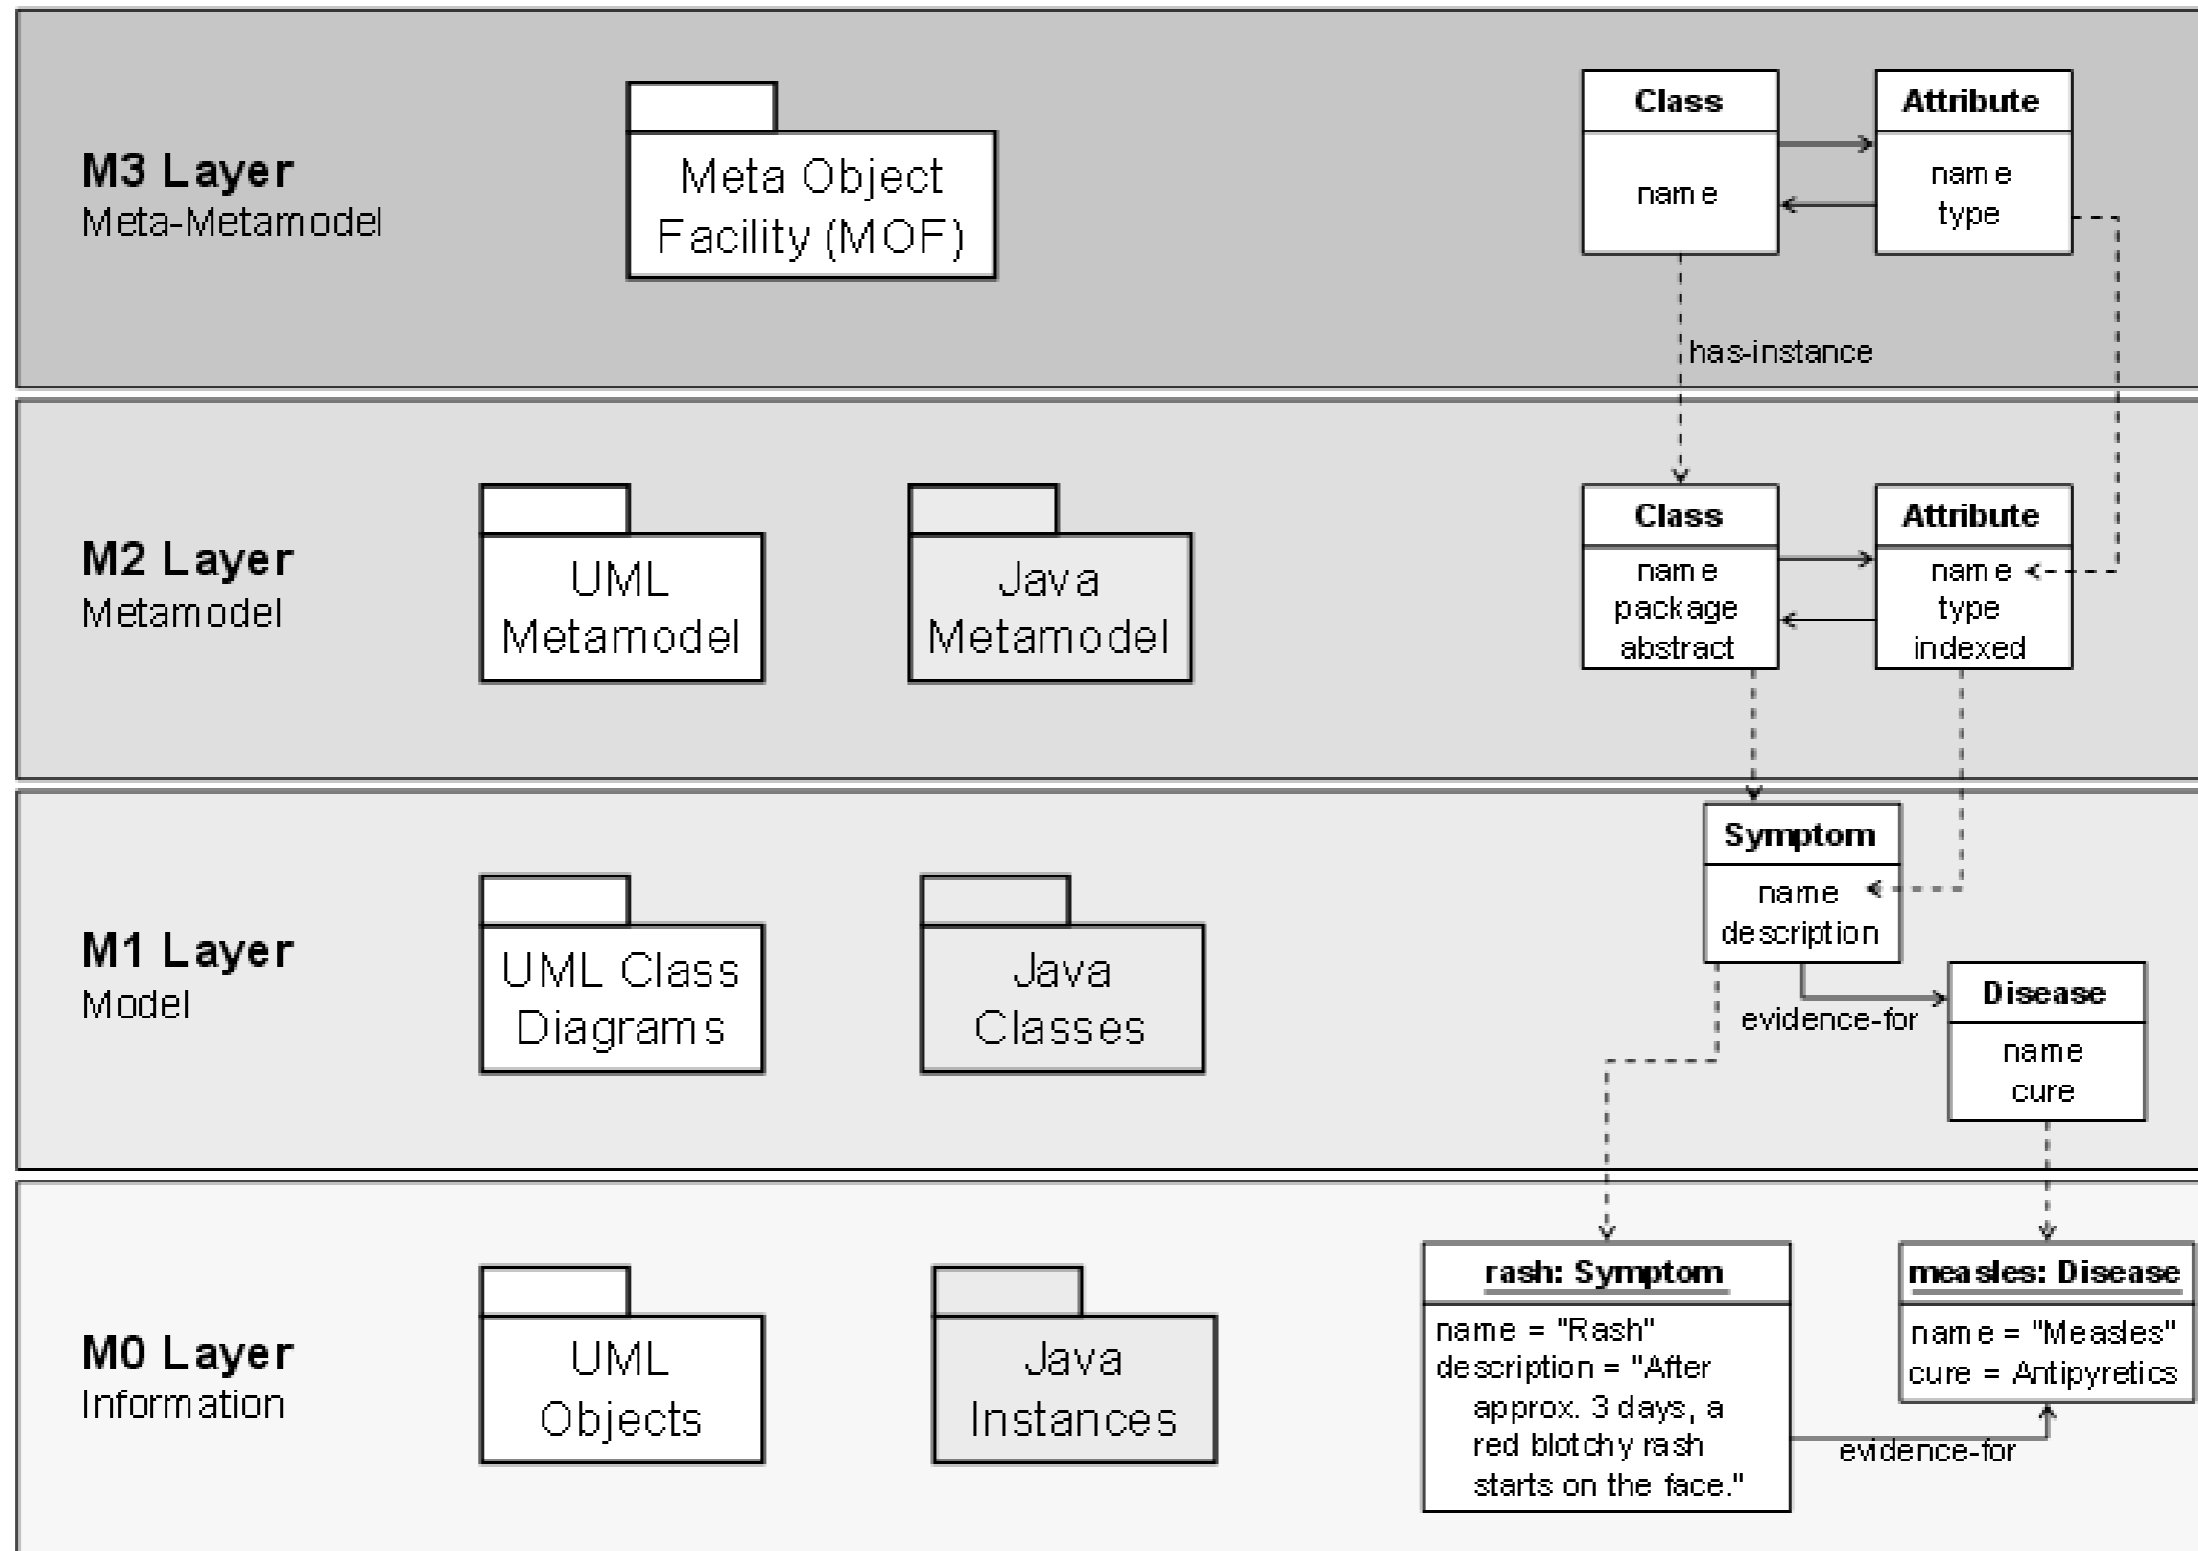 M3 Layer
Meta-Metamodel
Meta Object
Facility (MOF)
Class
name
Attribute
name
type
has-instance
M2 Layer
Metamodel
UML
Metamodel
Java
Metamodel
Class
name
package
abstract
Attribute
name
type
indexed
M1 Layer
Model
UML Class
Diagrams
Java
Classes
Symptom
name
description
evidence-for
Disease
name
cure
M0 Layer
Information
UML
Objects
Java
Instances
rash: Symptom
name = "Rash"
description = "After
approx. 3 days, a
red blotchy rash
starts on the face."
evidence-for
measles: Disease
name = "Measles"
cure = Antipyretics